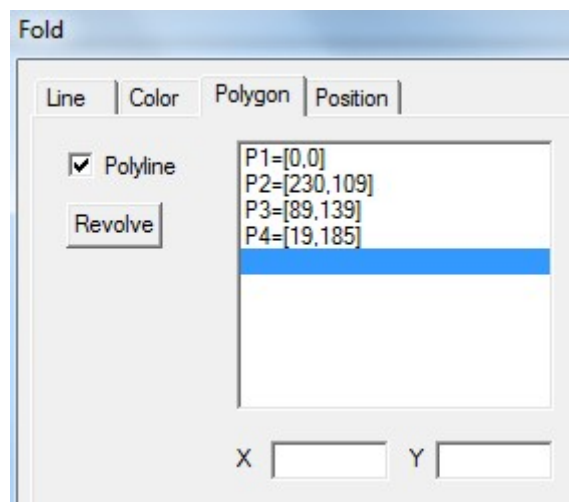 Fold
Line Color Polygon Position
Polyline
Revolve
P1=[0,0]
P2=[230,109]
P3=[89,139]
P4=[19,185]
X Y